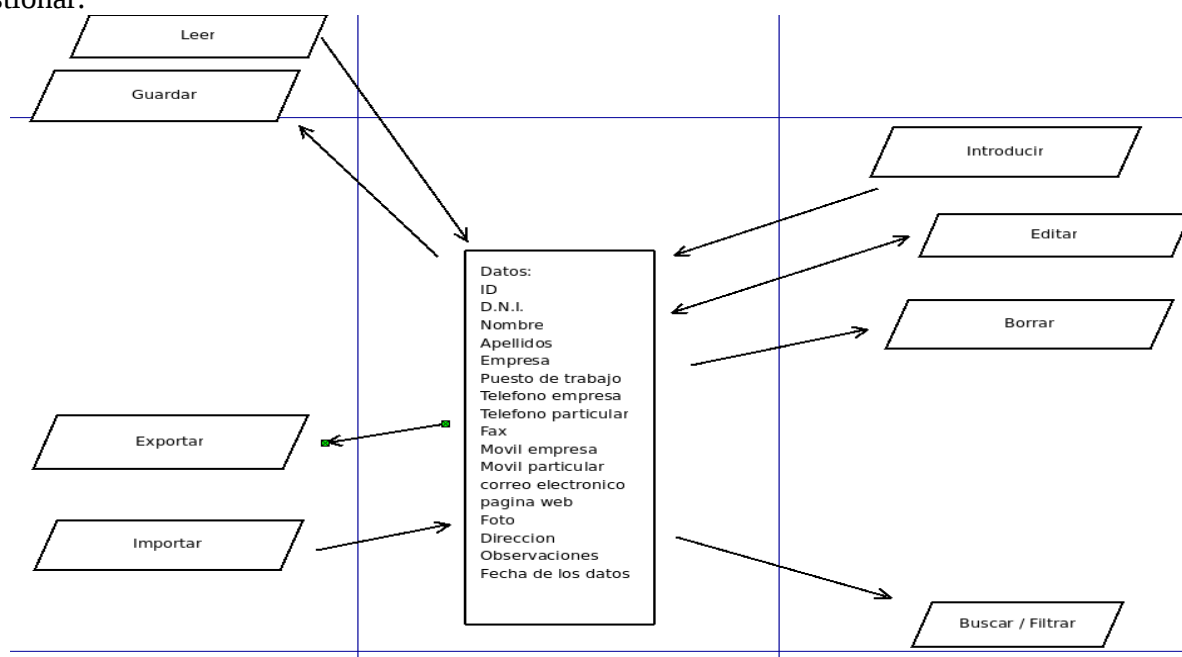 Leer
Guardar
Introducir
Editar
Borrar
Datos:
ID
D.N.I.
Nombre
Apellidos
Empresa
Puesto de trabajo
Telefono empresa
Telefono particular
Fax
Movil empresa
Movil particular
correo electronico
pagina web
Foto
Direccion
Observaciones
Fecha de los datos
Exportar
Importar
Buscar / Filtrar